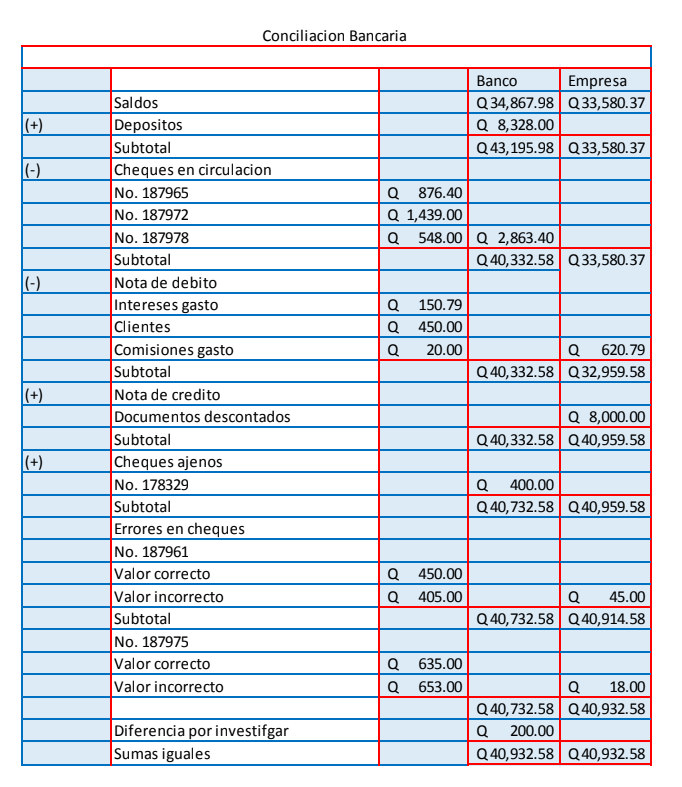 Conciliacion Bancaria
Banco Empresa
Saldos Q 34,867.98 Q 33,580.37
(+) Depositos Q 8,328.00
Subtotal Q 43,195.98 Q 33,580.37
(-) Cheques en circulacion
No. 187965 Q 876.40
No. 187972 Q 1,439.00
No. 187978 Q 548.00 Q 2,863.40
Subtotal Q 40,332.58 Q 33,580.37
(-) Nota de debito
Intereses gasto Q 150.79
Clientes Q 450.00
Comisiones gasto Q 20.00 Q 620.79
Subtotal Q 40,332.58 Q 32,959.58
(+) Nota de credito
Documentos descontados Q 8,000.00
Subtotal Q 40,332.58 Q 40,959.58
(+) Cheques ajenos
No. 178329 Q 400.00
Subtotal Q 40,732.58 Q 40,959.58
Errores en cheques
No. 187961
Valor correcto Q 450.00
Valor incorrecto Q 405.00 Q 45.00
Subtotal Q 40,732.58 Q 40,914.58
No. 187975
Valor correcto Q 635.00
Valor incorrecto Q 653.00 Q 18.00
Q 40,732.58 Q 40,932.58
Diferencia por investifgar Q 200.00
Sumas iguales Q 40,932.58 Q 40,932.58